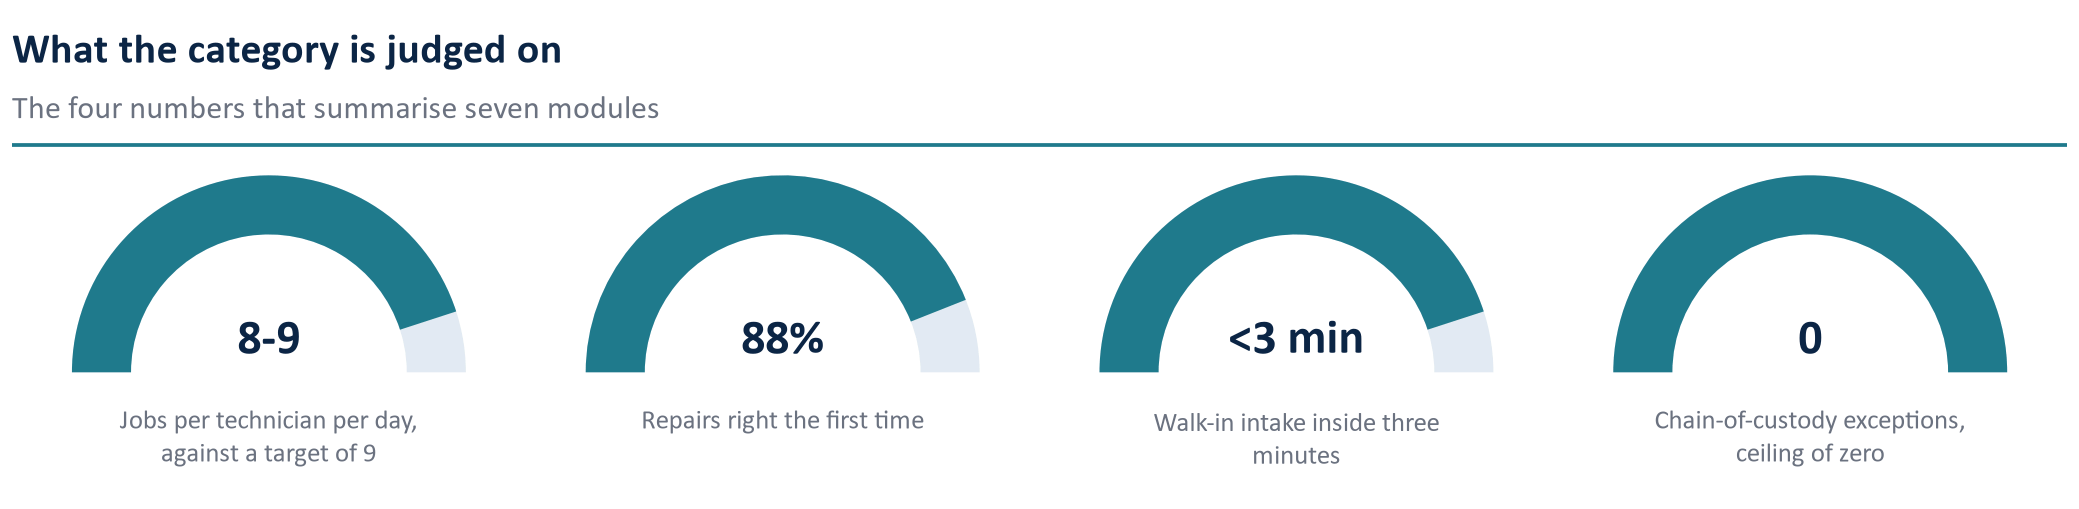 What the category is judged on
The four numbers that summarise seven modules
8-9
Jobs per technician per day,
against a target of 9
88%
Repairs right the first time
<3 min
Walk-in intake inside three
minutes
0
Chain-of-custody exceptions,
ceiling of zero